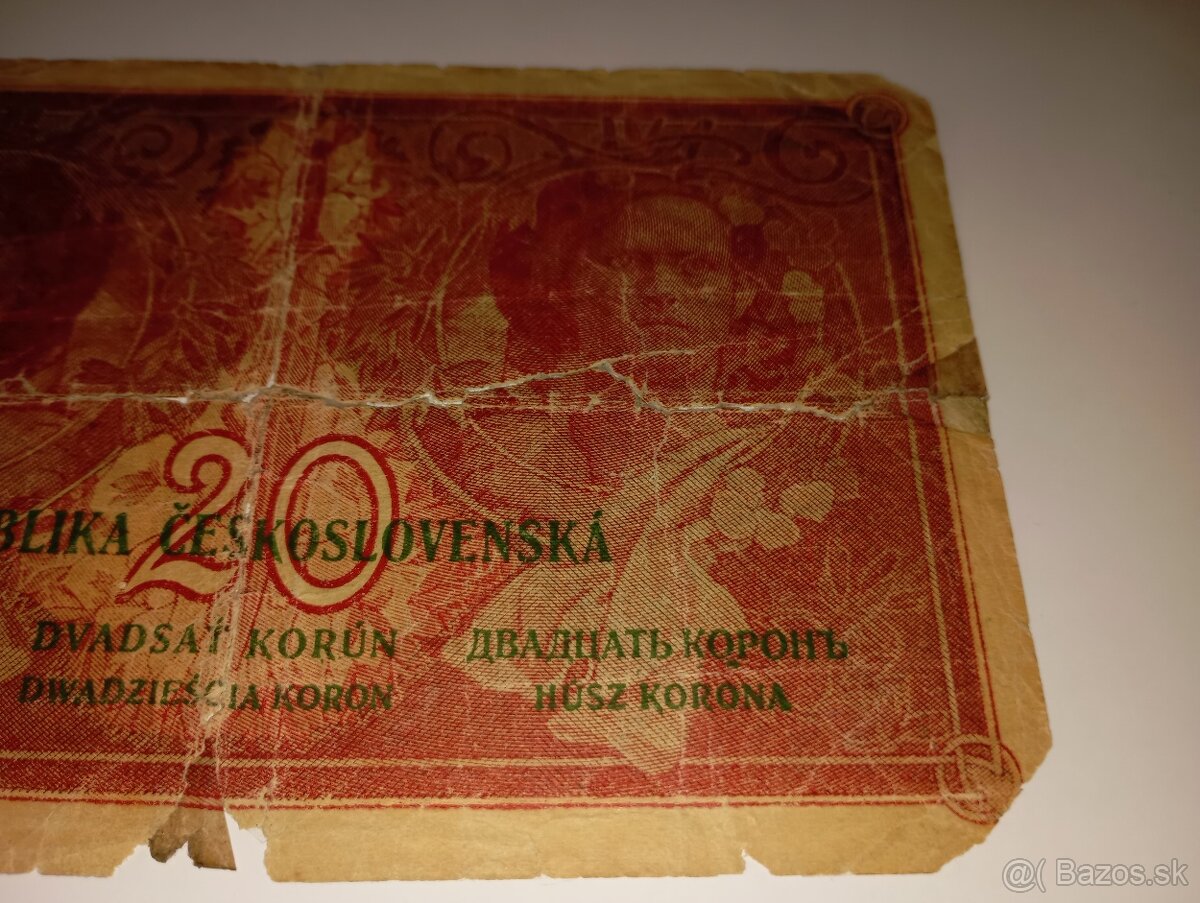 20
BLIKA ČESKOSLOVENSKÁ
DVADSAŤ KORÚN
ДВАДЦАТЬ КОРОНЪ
DWADZIEŚCIA KORON
HÚSZ KORONA
@( Bazos.sk